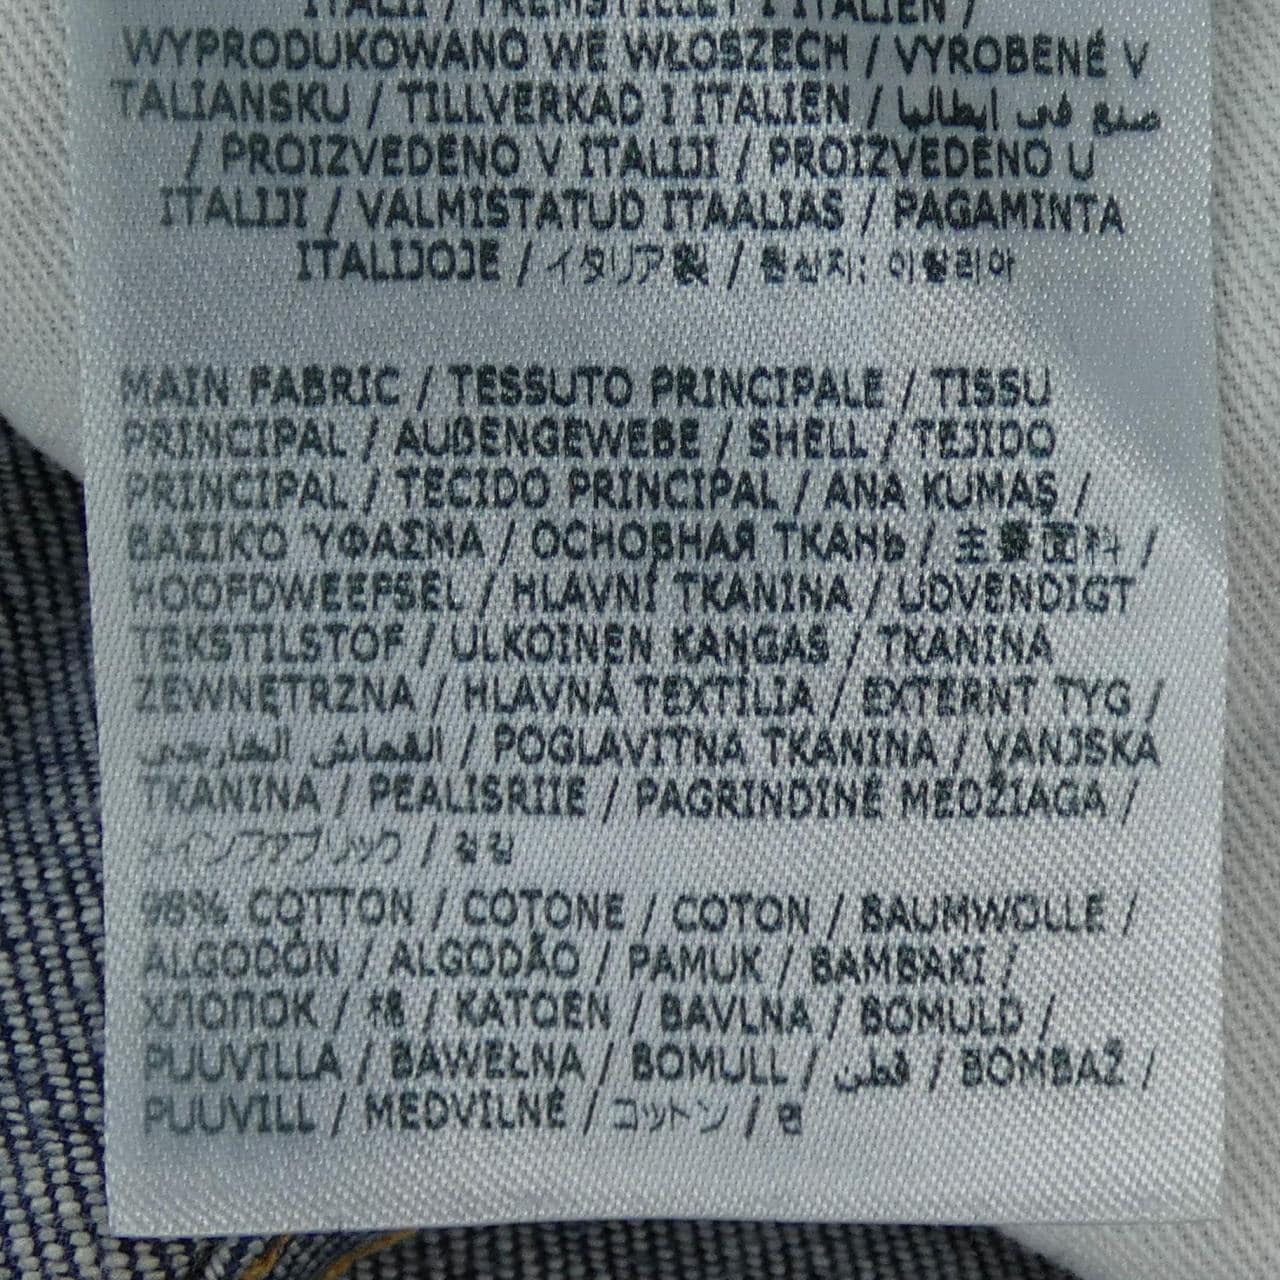 ITALIJ / FREMSTILLET I ITALIEN /
WYPRODUKOWANO WE WŁOSZECH / VYROBENÉ V
TALIANSKU / TILLVERKAD I ITALIEN / صنع في ايطاليا
/ PROIZVEDENO V ITALIJI / PROIZVEDENO U
ITALIJI / VALMISTATUD ITAALIAS / PAGAMINTA
ITALIJOJE / イタリア製 / 원산지: 이탈리아
MAIN FABRIC / TESSUTO PRINCIPALE / TISSU
PRINCIPAL / AUßENGEWEBE / SHELL / TEJIDO
PRINCIPAL / TECIDO PRINCIPAL / ANA KUMAŞ /
ΒΑΣΙΚΟ ΎΦΑΣΜΑ / ОСНОВНАЯ ТКАНЬ / 主要面料 /
HOOFDWEEFSEL / HLAVNÍ TKANINA / UDVENDIGT
TEKSTILSTOF / ULKOINEN KANGAS / TKANINA
ZEWNĘTRZNA / HLAVNÁ TEXTÍLIA / EXTERNT TYG /
القماش الخارجي / POGLAVITNA TKANINA / VANJSKA
TKANINA / PEALISRIIE / PAGRINDINĖ MEDŽIAGA /
メインファブリック / 겉감
98% COTTON / COTONE / COTON / BAUMWOLLE /
ALGODÓN / ALGODÃO / PAMUK / ΒΑΜΒΑΚΙ /
ХЛОПОК / 棉 / KATOEN / BAVLNA / BOMULD /
PUUVILLA / BAWEŁNA / BOMULL / قطن / BOMBAŽ /
PUUVILL / MEDVILNĖ / コットン / 면